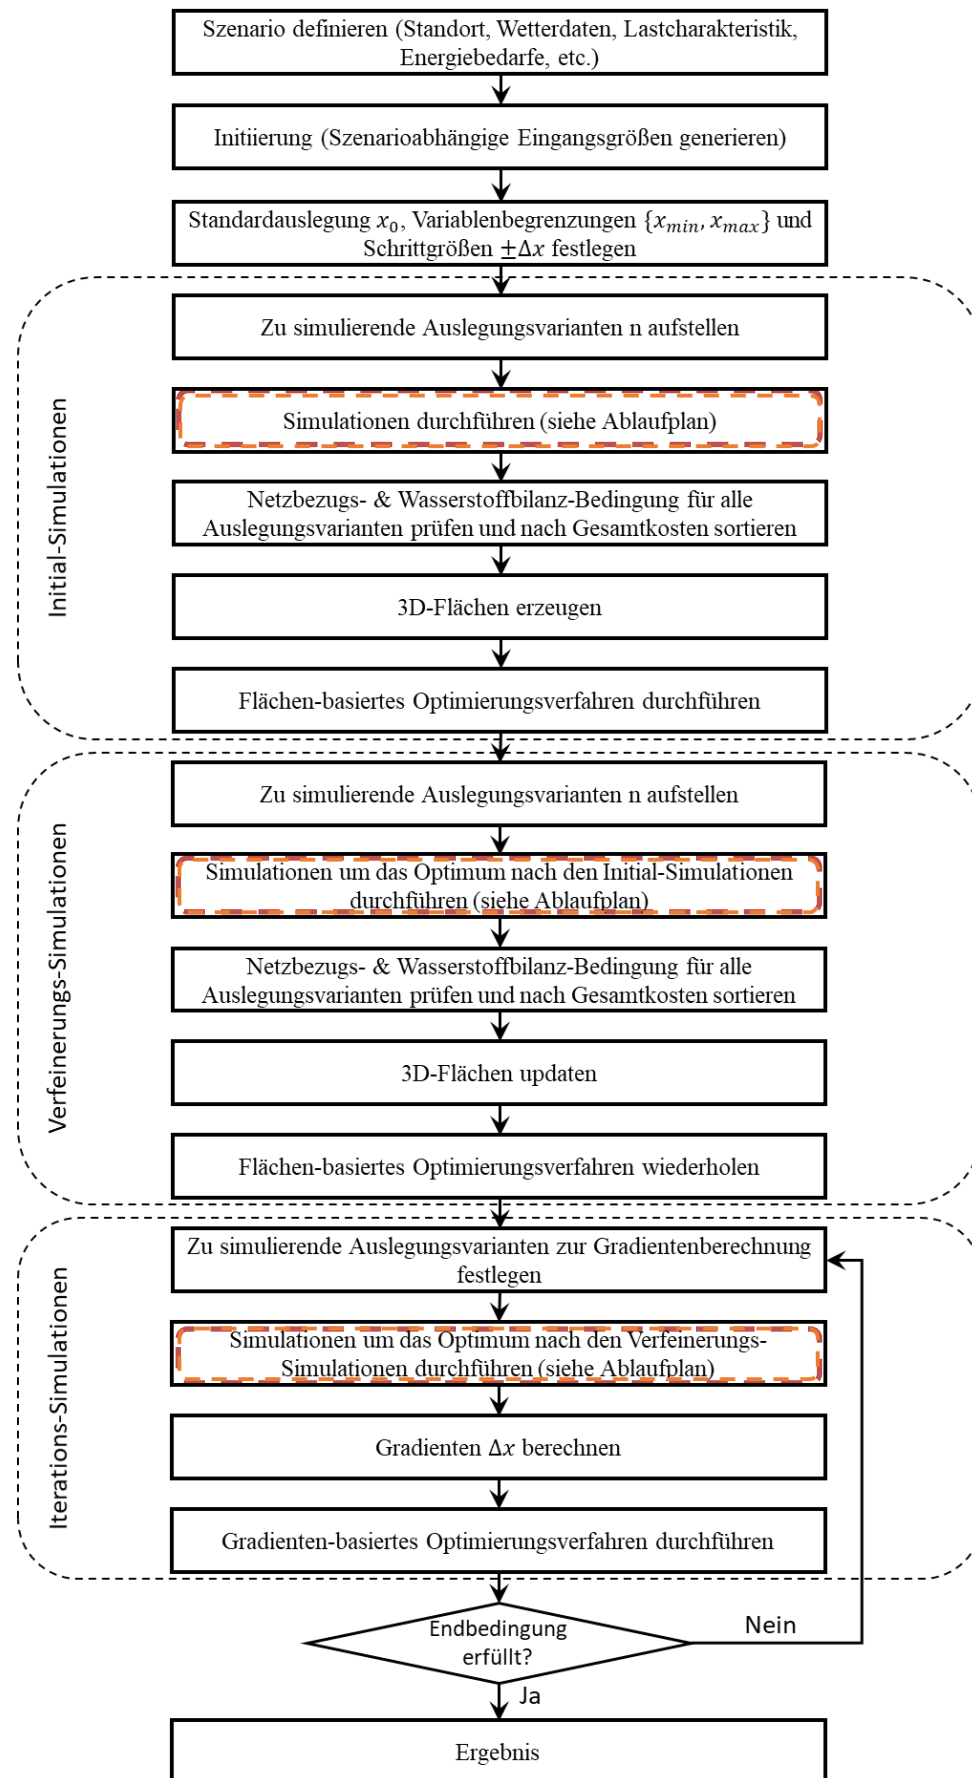 Szenario definieren (Standort, Wetterdaten, Lastcharakteristik,
Energiebedarfe, etc.)
Initiierung (Szenarioabhängige Eingangsgrößen generieren)
Standardauslegung x₀, Variablenbegrenzungen {xₘᵢₙ, xₘₐₓ} und
Schrittgrößen ±Δx festlegen
Initial-Simulationen
Zu simulierende Auslegungsvarianten n aufstellen
Simulationen durchführen (siehe Ablaufplan)
Netzbezugs- & Wasserstoffbilanz-Bedingung für alle
Auslegungsvarianten prüfen und nach Gesamtkosten sortieren
3D-Flächen erzeugen
Flächen-basiertes Optimierungsverfahren durchführen
Verfeinerungs-Simulationen
Zu simulierende Auslegungsvarianten n aufstellen
Simulationen um das Optimum nach den Initial-Simulationen
durchführen (siehe Ablaufplan)
Netzbezugs- & Wasserstoffbilanz-Bedingung für alle
Auslegungsvarianten prüfen und nach Gesamtkosten sortieren
3D-Flächen updaten
Flächen-basiertes Optimierungsverfahren wiederholen
Iterations-Simulationen
Zu simulierende Auslegungsvarianten zur Gradientenberechnung
festlegen
Simulationen um das Optimum nach den Verfeinerungs-
Simulationen durchführen (siehe Ablaufplan)
Gradienten Δx berechnen
Gradienten-basiertes Optimierungsverfahren durchführen
Endbedingung
erfüllt?
Nein
Ja
Ergebnis